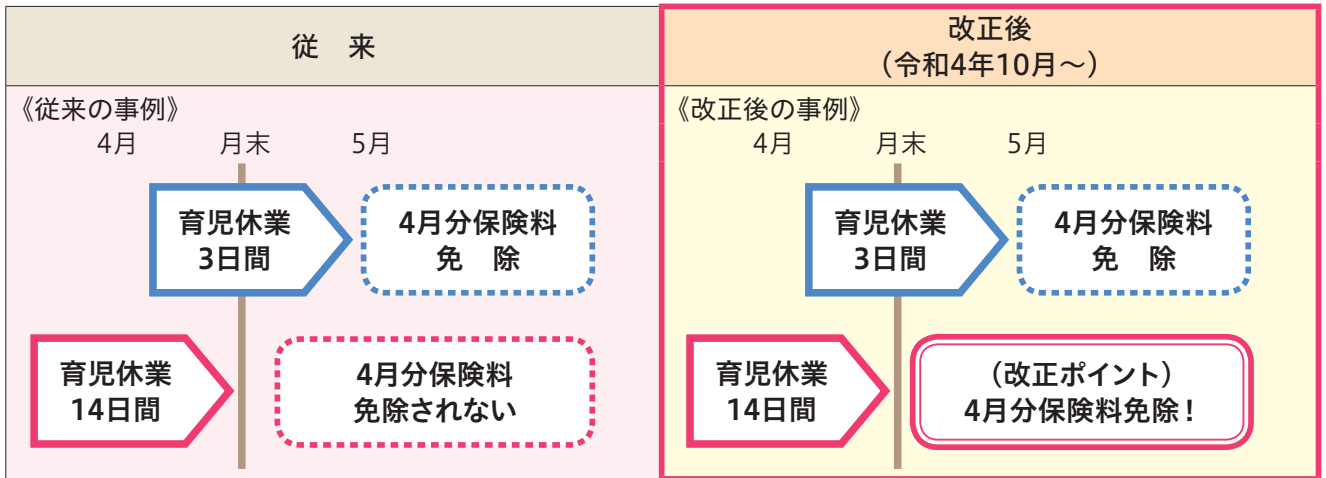 従　来
《従来の事例》
4月　月末　5月
育児休業
3日間
4月分保険料
免　除
育児休業
14日間
4月分保険料
免除されない
改正後
（令和4年10月～）
《改正後の事例》
4月　月末　5月
育児休業
3日間
4月分保険料
免　除
育児休業
14日間
（改正ポイント）
4月分保険料免除！